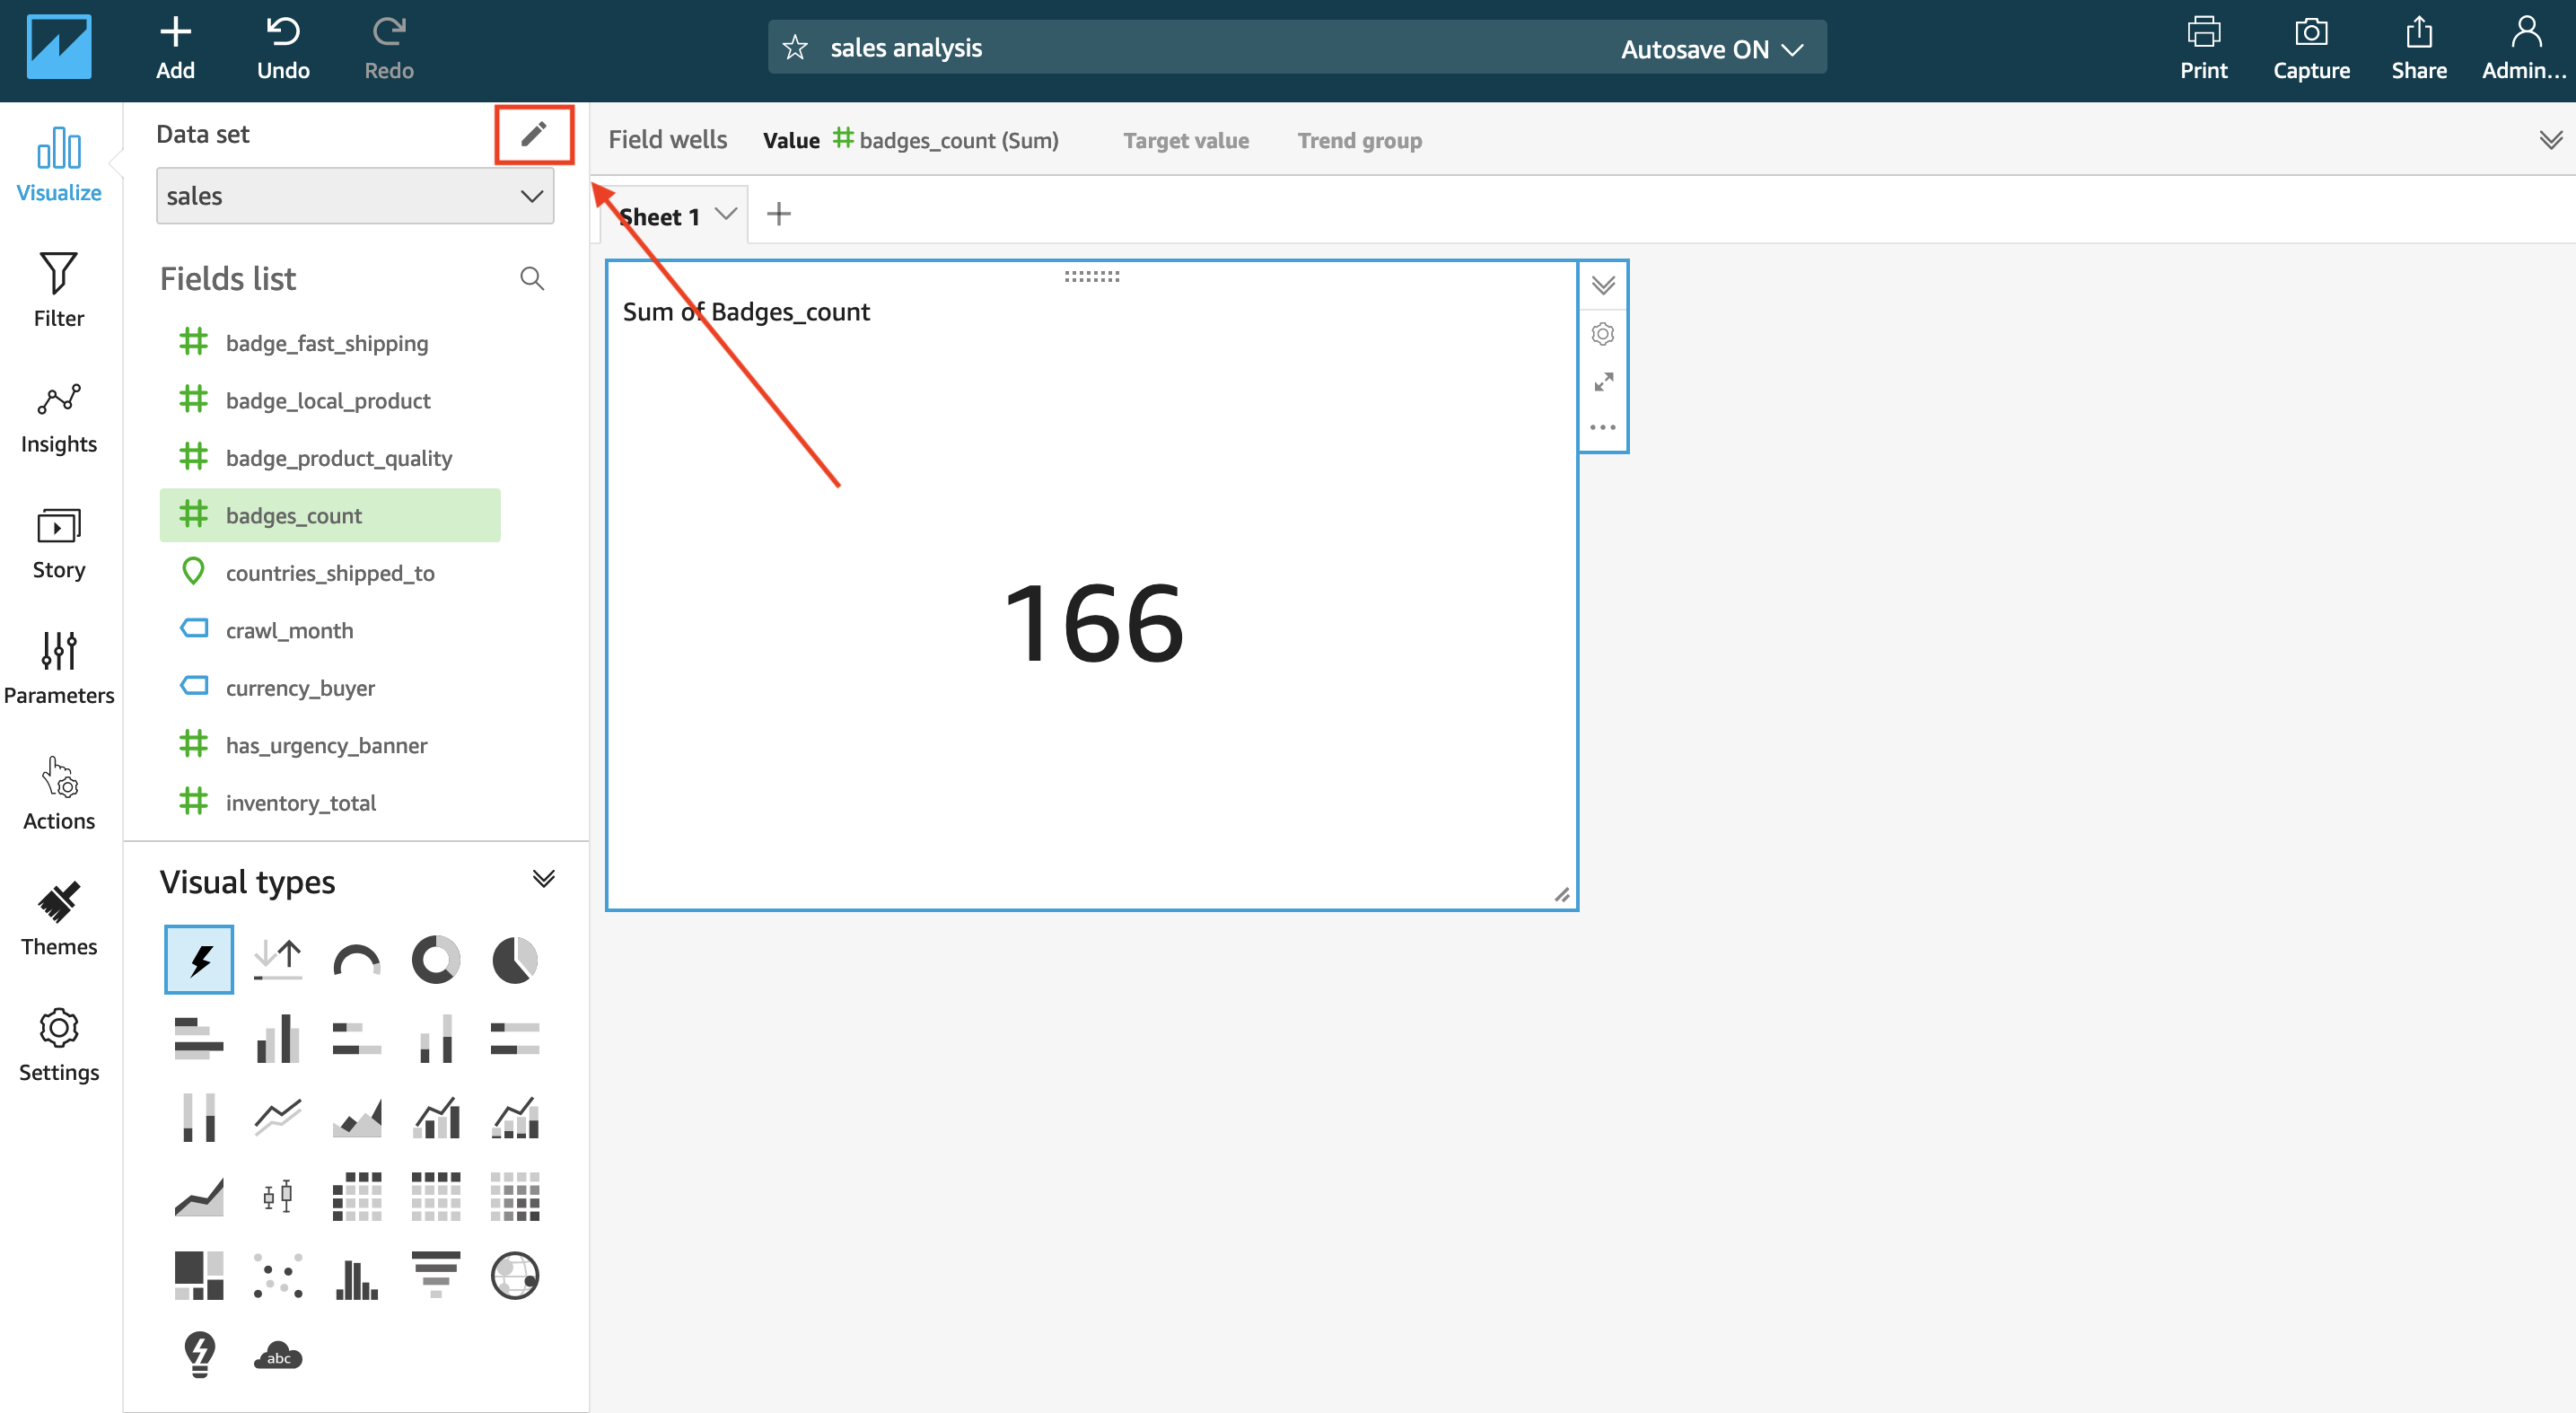 Add
Undo
Redo
sales analysis
Autosave ON
Print
Capture
Share
Admin...
Visualize
Filter
Insights
Story
Parameters
Actions
Themes
Settings
Data set
sales
Fields list
badge_fast_shipping
badge_local_product
badge_product_quality
badges_count
countries_shipped_to
crawl_month
currency_buyer
has_urgency_banner
inventory_total
Visual types
abc
Field wells Value badges_count (Sum) Target value Trend group
Sheet 1
Sum of Badges_count
166